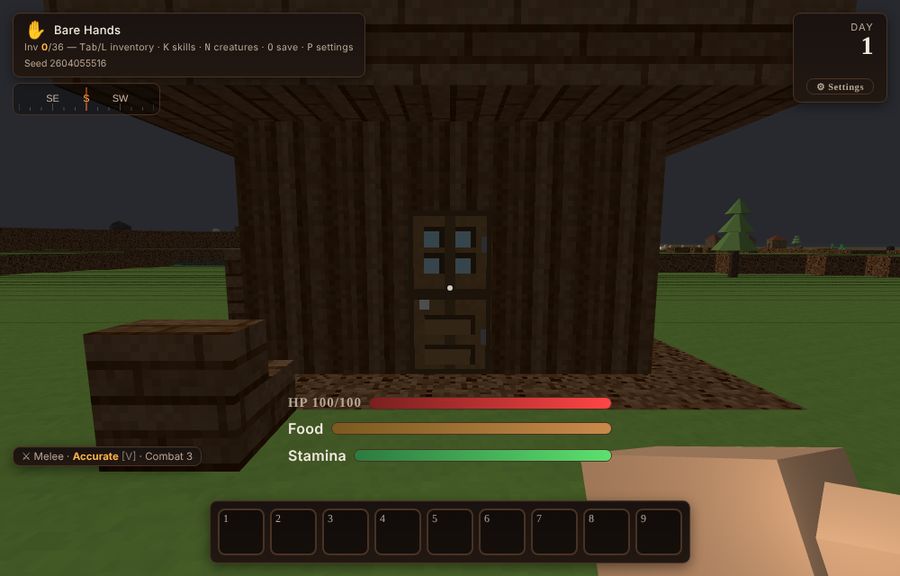 Bare Hands
Inv 0/36 — Tab/L inventory · K skills · N creatures · O save · P settings
Seed 2604055516
DAY
1
⚙ Settings
SE S SW
HP 100/100
Food
Stamina
⚔ Melee · Accurate [V] · Combat 3
1 2 3 4 5 6 7 8 9